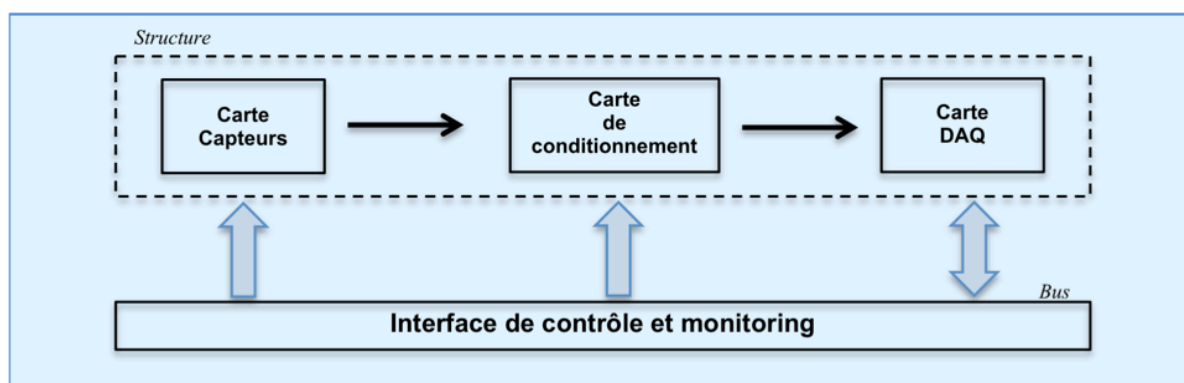 Structure
Carte
Capteurs
Carte
de
conditionnement
Carte
DAQ
Bus
Interface de contrôle et monitoring